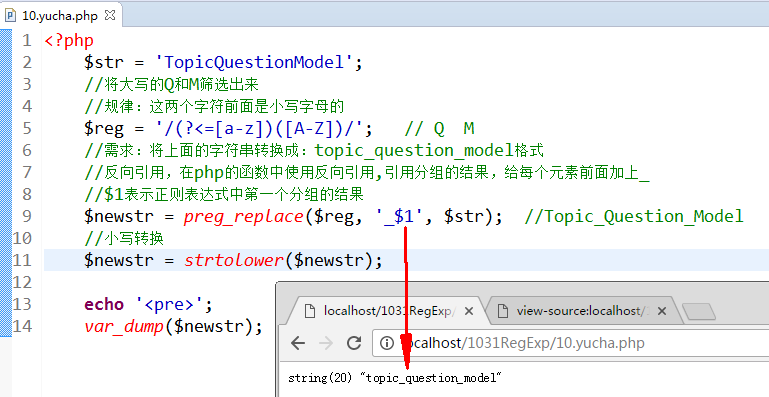 10.yucha.php
1 <?php
2 $str = 'TopicQuestionModel';
3 //将大写的Q和M筛选出来
4 //规律：这两个字符前面是小写字母的
5 $reg = '/(?<=[a-z])([A-Z])/'; // Q M
6 //需求：将上面的字符串转换成：topic_question_model格式
7 //反向引用，在php的函数中使用反向引用,引用分组的结果，给每个元素前面加上_
8 //$1表示正则表达式中第一个分组的结果
9 $newstr = preg_replace($reg, '_$1', $str); //Topic_Question_Model
10 //小写转换
11 $newstr = strtolower($newstr);
12
13 echo '<pre>';
14 var_dump($newstr);
localhost/1031RegExp/ view-source:localhost/
localhost/1031RegExp/10.yucha.php
string(20) "topic_question_model"